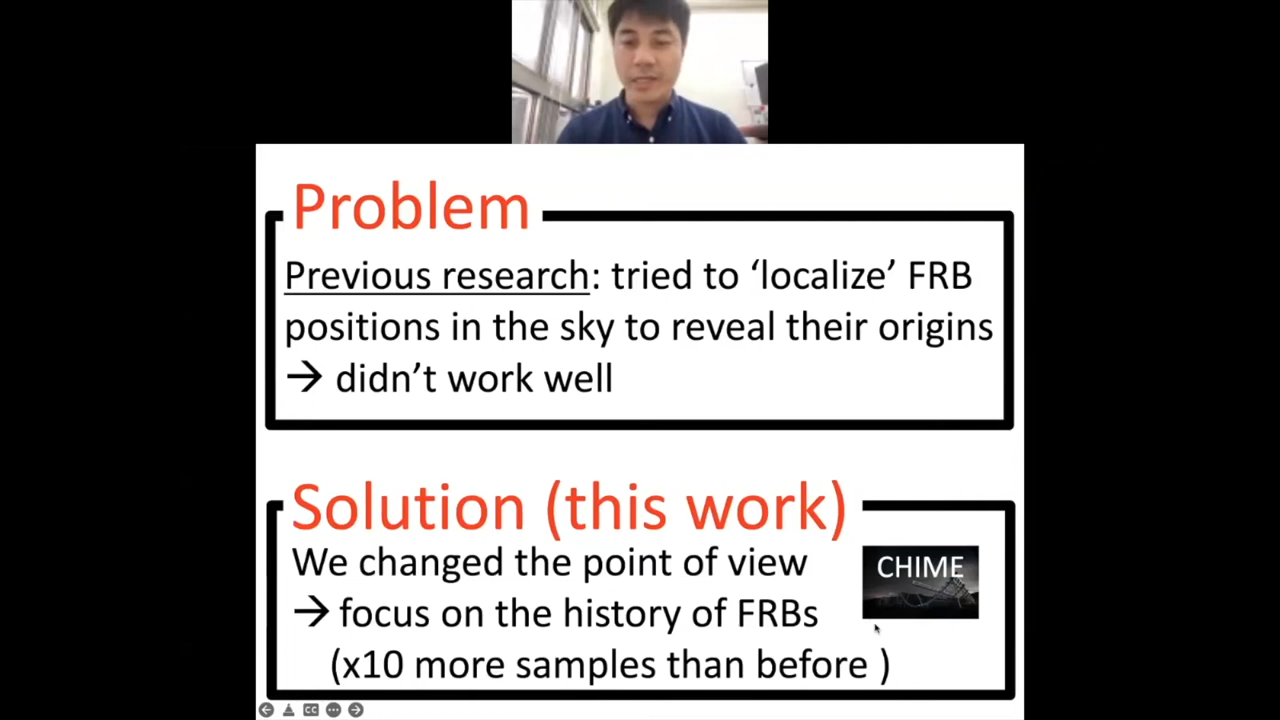 Problem
Previous research: tried to ‘localize’ FRB
positions in the sky to reveal their origins
→ didn’t work well
Solution (this work)
We changed the point of view
→ focus on the history of FRBs
(x10 more samples than before )
CHIME
CC